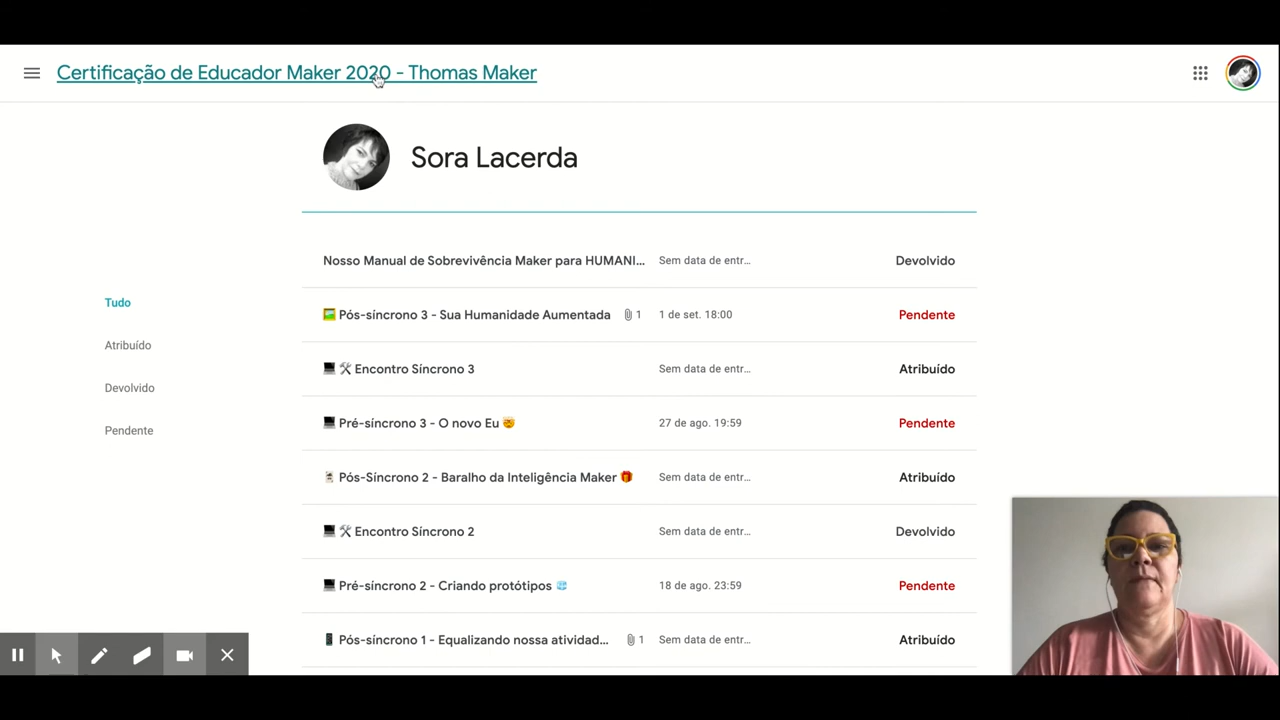 Certificação de Educador Maker 2020 - Thomas Maker
Sora Lacerda
Tudo
Atribuído
Devolvido
Pendente
Nosso Manual de Sobrevivência Maker para HUMANI... Sem data de entr... Devolvido
Pós-síncrono 3 - Sua Humanidade Aumentada 1 1 de set. 18:00 Pendente
Encontro Síncrono 3 Sem data de entr... Atribuído
Pré-síncrono 3 - O novo Eu 27 de ago. 19:59 Pendente
Pós-Síncrono 2 - Baralho da Inteligência Maker Sem data de entr... Atribuído
Encontro Síncrono 2 Sem data de entr... Devolvido
Pré-síncrono 2 - Criando protótipos 18 de ago. 23:59 Pendente
Pós-síncrono 1 - Equalizando nossa atividad... 1 Sem data de entr... Atribuído